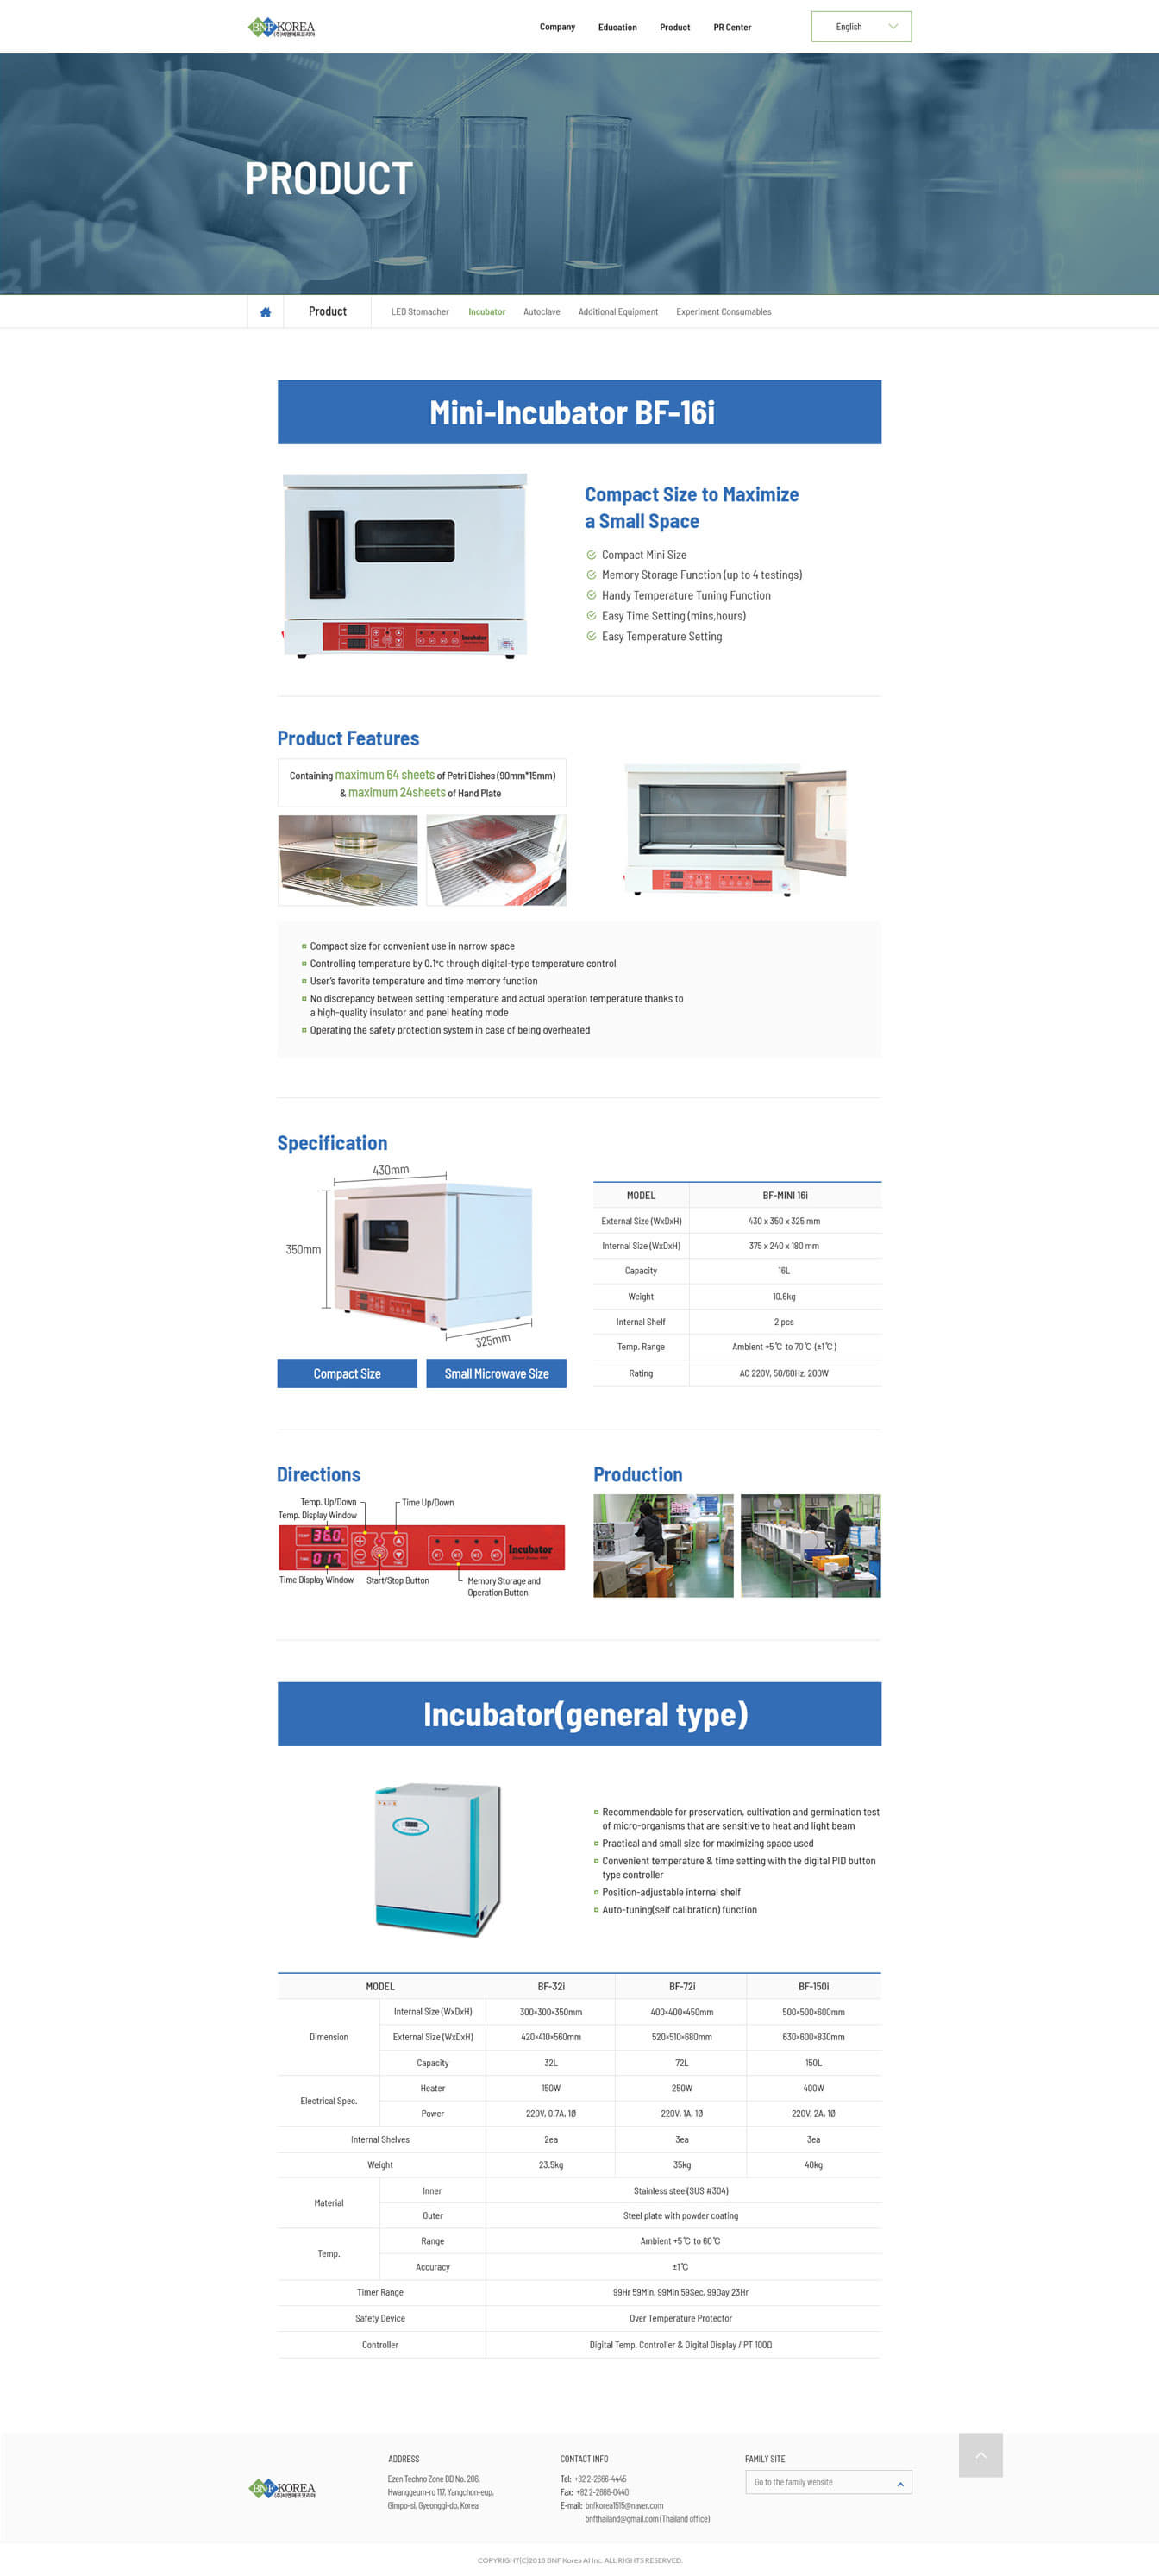 BNF KOREA
(주)비엔에프코리아
Company Education Product PR Center English
PRODUCT
Product LED Stomacher Incubator Autoclave Additional Equipment Experiment Consumables
Mini-Incubator BF-16i
Compact Size to Maximize
a Small Space
Compact Mini Size
Memory Storage Function (up to 4 testings)
Handy Temperature Tuning Function
Easy Time Setting (mins,hours)
Easy Temperature Setting
Incubator
Product Features
Containing maximum 64 sheets of Petri Dishes (90mm*15mm)
& maximum 24sheets of Hand Plate
Incubator
Compact size for convenient use in narrow space
Controlling temperature by 0.1℃ through digital-type temperature control
User's favorite temperature and time memory function
No discrepancy between setting temperature and actual operation temperature thanks to
a high-quality insulator and panel heating mode
Operating the safety protection system in case of being overheated
Specification
430mm
350mm
325mm
Compact Size Small Microwave Size
MODEL BF-MINI 16i
External Size (WxDxH) 430 x 350 x 325 mm
Internal Size (WxDxH) 375 x 240 x 180 mm
Capacity 16L
Weight 10.6kg
Internal Shelf 2 pcs
Temp. Range Ambient +5℃ to 70℃ (±1℃)
Rating AC 220V, 50/60Hz, 200W
Directions
Temp. Up/Down Time Up/Down
Temp. Display Window
TEMP 36.0
TIME 017
Incubator
Time Display Window Start/Stop Button Memory Storage and
Operation Button
Production
Incubator(general type)
Recommendable for preservation, cultivation and germination test
of micro-organisms that are sensitive to heat and light beam
Practical and small size for maximizing space used
Convenient temperature & time setting with the digital PID button
type controller
Position-adjustable internal shelf
Auto-tuning(self calibration) function
MODEL BF-32i BF-72i BF-150i
Dimension Internal Size (WxDxH) 300×300×350mm 400×400×450mm 500×500×600mm
External Size (WxDxH) 420×410×560mm 520×510×680mm 630×600×830mm
Capacity 32L 72L 150L
Electrical Spec. Heater 150W 250W 400W
Power 220V, 0.7A, 1Ø 220V, 1A, 1Ø 220V, 2A, 1Ø
Internal Shelves 2ea 3ea 3ea
Weight 23.5kg 35kg 40kg
Material Inner Stainless steel(SUS #304)
Outer Steel plate with powder coating
Temp. Range Ambient +5℃ to 60℃
Accuracy ±1℃
Timer Range 99Hr 59Min, 99Min 59Sec, 99Day 23Hr
Safety Device Over Temperature Protector
Controller Digital Temp. Controller & Digital Display / PT 100Ω
BNF KOREA
(주)비엔에프코리아
ADDRESS
Ezen Techno Zone BD No. 206,
Hwanggeum-ro 117, Yangchon-eup,
Gimpo-si, Gyeonggi-do, Korea
CONTACT INFO
Tel: +82 2-2666-4445
Fax: +82 2-2666-0440
E-mail: bnfkorea1515@naver.com
bnfthailand@gmail.com (Thailand office)
FAMILY SITE
Go to the family website
COPYRIGHT(C)2018 BNF Korea AI Inc. ALL RIGHTS RESERVED.